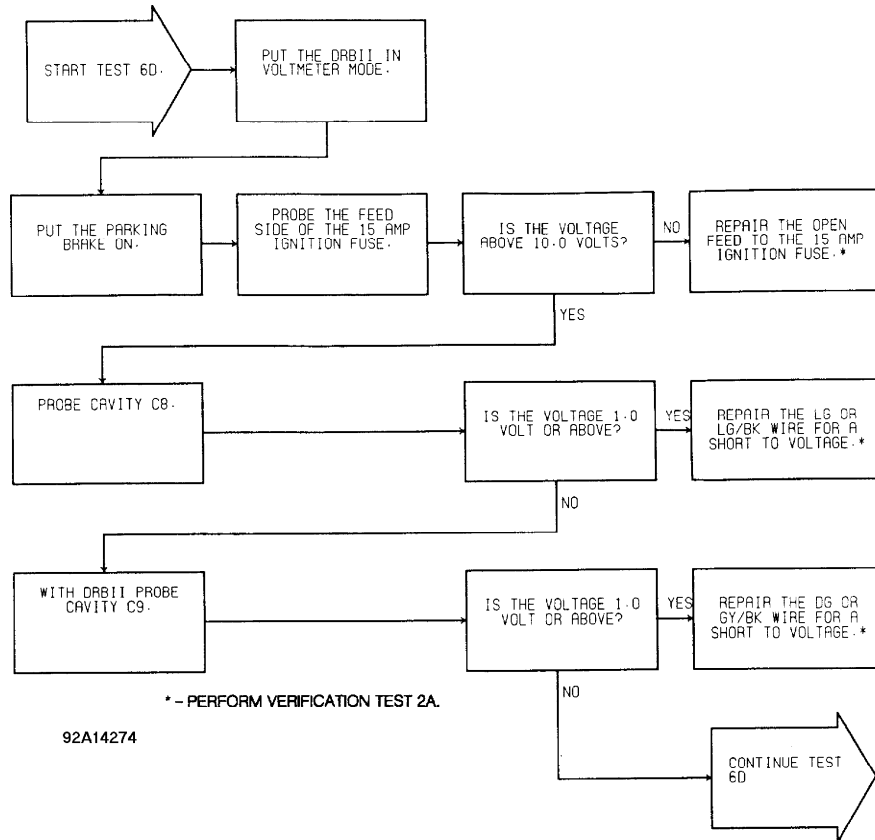 START TEST 6D.
PUT THE DRBII IN
VOLTMETER MODE.
PUT THE PARKING
BRAKE ON.
PROBE THE FEED
SIDE OF THE 15 AMP
IGNITION FUSE.
IS THE VOLTAGE
ABOVE 10.0 VOLTS?
NO
REPAIR THE OPEN
FEED TO THE 15 AMP
IGNITION FUSE.*
YES
PROBE CAVITY C8.
IS THE VOLTAGE 1.0
VOLT OR ABOVE?
YES
REPAIR THE LG OR
LG/BK WIRE FOR A
SHORT TO VOLTAGE.*
NO
WITH DRBII PROBE
CAVITY C9.
IS THE VOLTAGE 1.0
VOLT OR ABOVE?
YES
REPAIR THE DG OR
GY/BK WIRE FOR A
SHORT TO VOLTAGE.*
NO
* – PERFORM VERIFICATION TEST 2A.
92A14274
CONTINUE TEST
6D